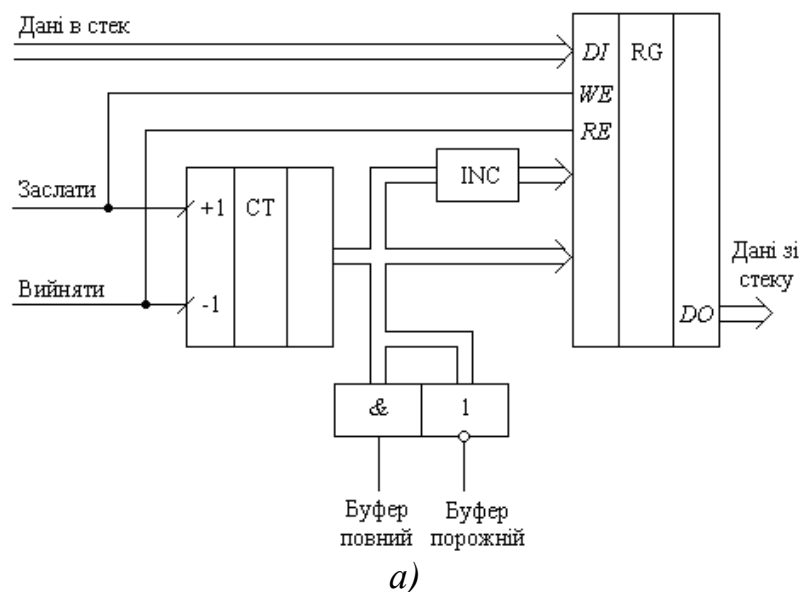 Дані в стек
DI RG
WE
RE
INC
Заслати
+1 CT
Дані зі
стеку
Вийняти
-1
DO
& 1
Буфер
повний
Буфер
порожній
а)